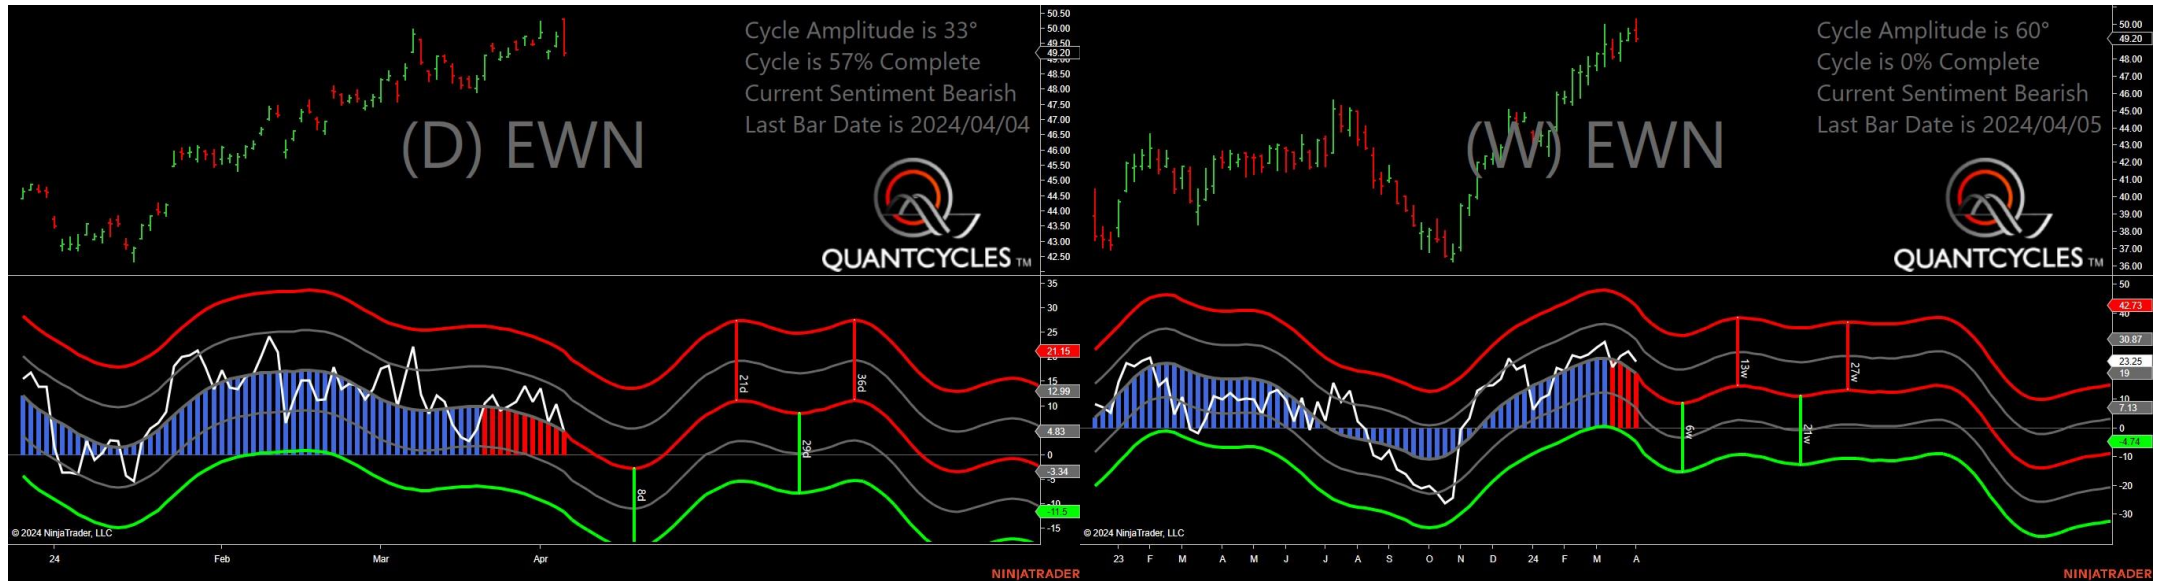 Cycle Amplitude is 33°
Cycle is 57% Complete
Current Sentiment Bearish
Last Bar Date is 2024/04/04
(D) EWN
QUANTCYCLES TM
50.50
50.00
49.50
49.20
49.00
48.50
48.00
47.50
47.00
46.50
46.00
45.50
45.00
44.50
44.00
43.50
43.00
42.50
35
30
25
21.15
20
15
12.99
10
4.83
0
-3.34
-5
-10
-11.5
-15
21d
36d
29d
8d
© 2024 NinjaTrader, LLC
24
Feb
Mar
Apr
NINJATRADER
Cycle Amplitude is 60°
Cycle is 0% Complete
Current Sentiment Bearish
Last Bar Date is 2024/04/05
(W) EWN
QUANTCYCLES TM
50.00
49.20
48.00
47.00
46.00
45.00
44.00
43.00
42.00
41.00
40.00
39.00
38.00
37.00
36.00
50
42.73
40
30.87
23.25
19
10
7.13
0
-4.74
-10
-20
-30
13w
27w
6w
21w
© 2024 NinjaTrader, LLC
23
F
M
A
M
J
J
A
S
O
N
D
24
F
M
A
NINJATRADER